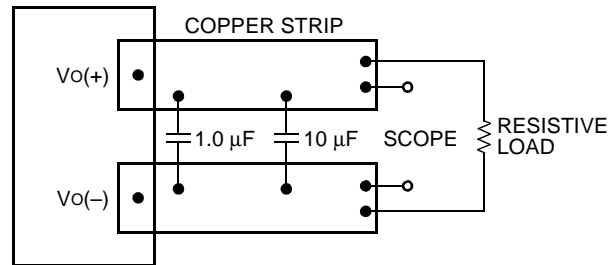 COPPER STRIP
VO(+)
1.0 μF
10 μF
SCOPE
RESISTIVE
LOAD
VO(–)